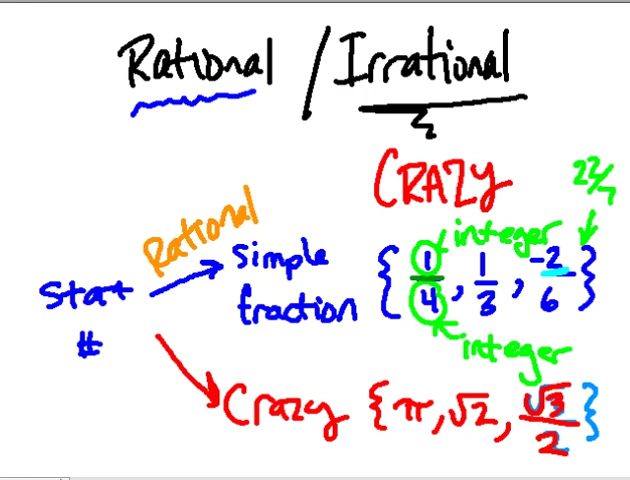 Rational / Irrational
CRAZY
22/7
Rational
integer
Start #
simple fraction { 1/4, 1/3, -2/6 }
integer
Crazy { π, √2, √3/2 }